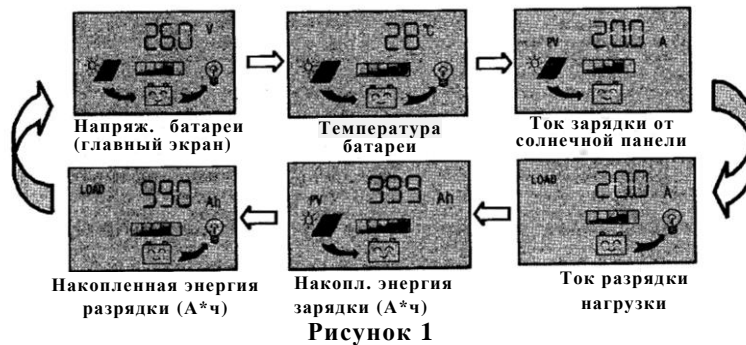 260 V
Напряж. батареи
(главный экран)
28 °C
Температура
батареи
PV 20.0 A
Ток зарядки от
солнечной панели
LOAD 990 Ah
Накопленная энергия
разрядки (А*ч)
PV 999 Ah
Накопл. энергия
зарядки (А*ч)
LOAD 20.0 A
Ток разрядки
нагрузки
Рисунок 1